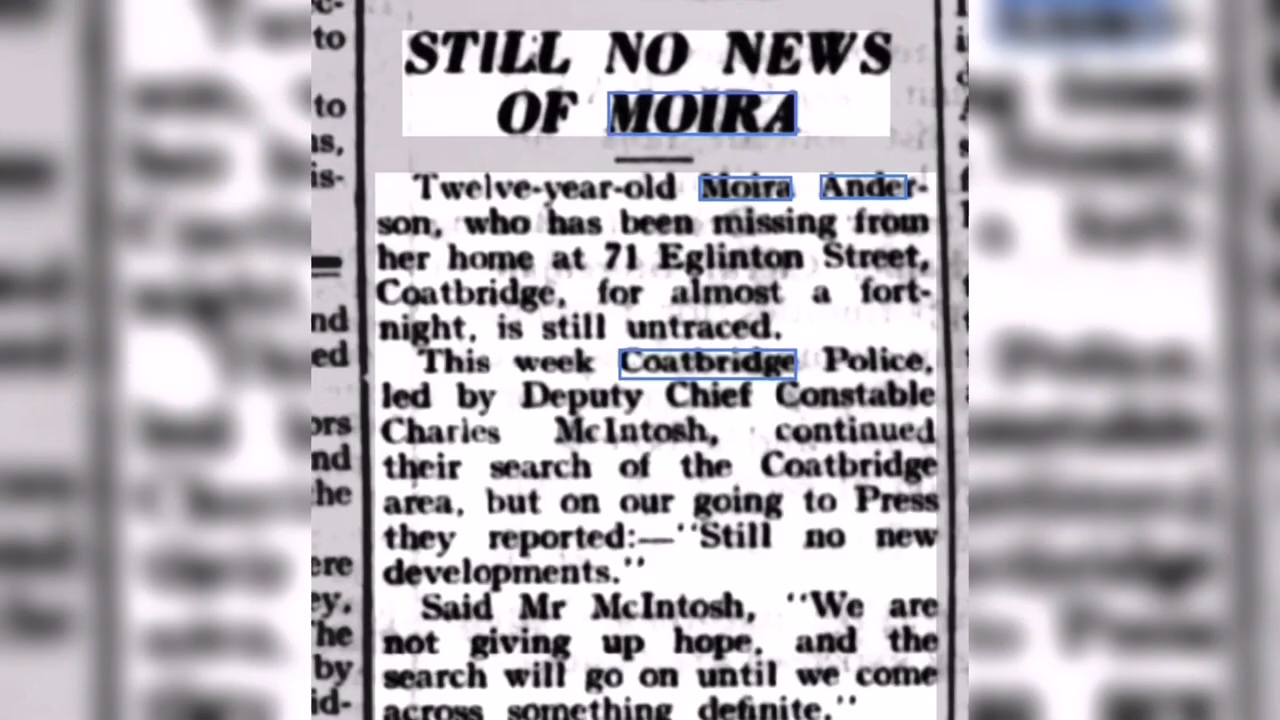 STILL NO NEWS
OF MOIRA
Twelve-year-old Moira Ander-
son, who has been missing from
her home at 71 Eglinton Street,
Coatbridge, for almost a fort-
night, is still untraced.
This week Coatbridge Police,
led by Deputy Chief Constable
Charles McIntosh, continued
their search of the Coatbridge
area, but on our going to Press
they reported:—"Still no new
developments."
Said Mr McIntosh, "We are
not giving up hope, and the
search will go on until we come
across something definite."